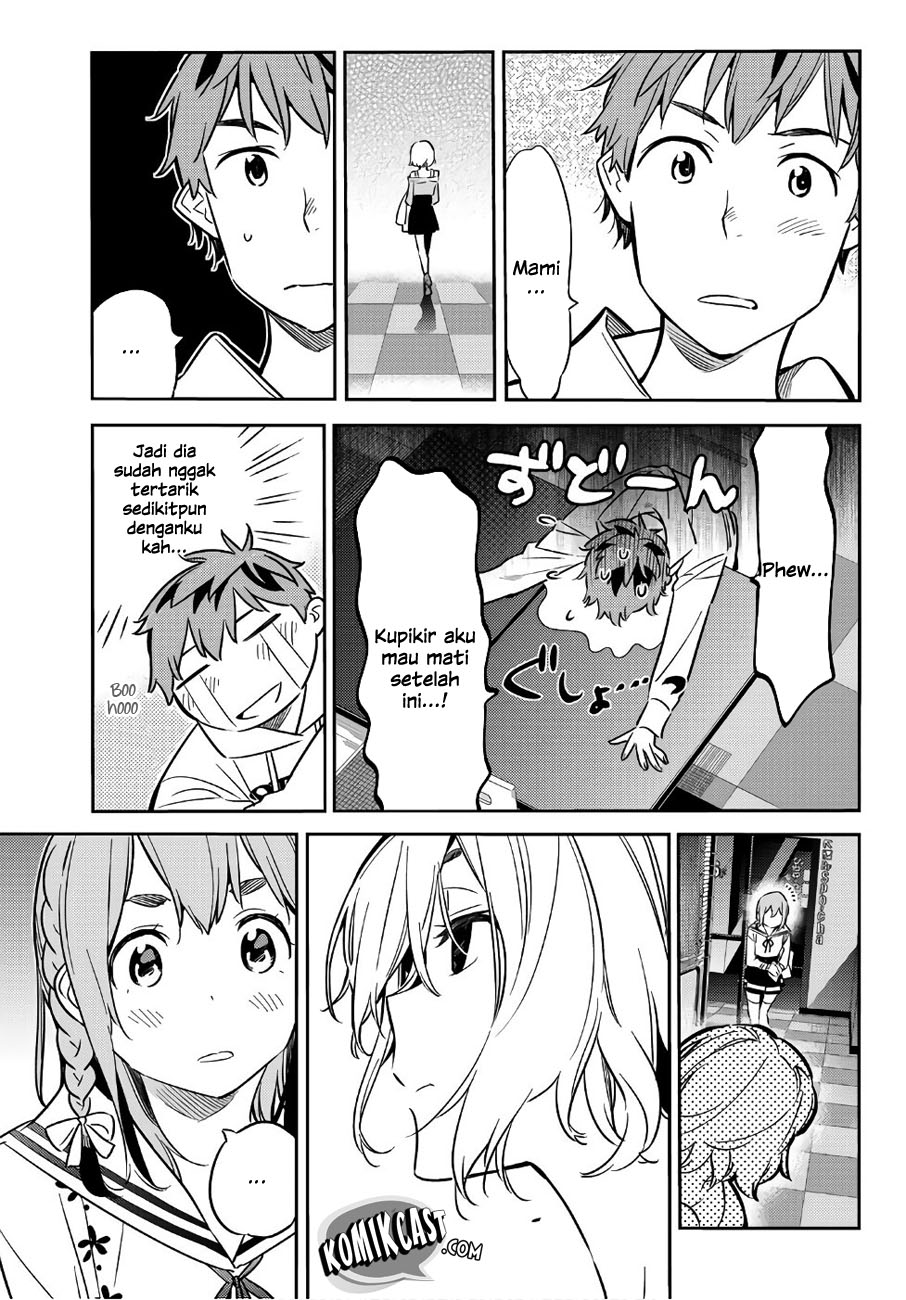 Mami
...
...
Phew...
ずどーん
ぐしょ...
Kupikir aku
mau mati
setelah
ini...!
Jadi dia
sudah nggak
tertarik
sedikitpun
denganku
kah...
Boo
hooo
...
KOMIKCAST
.COM